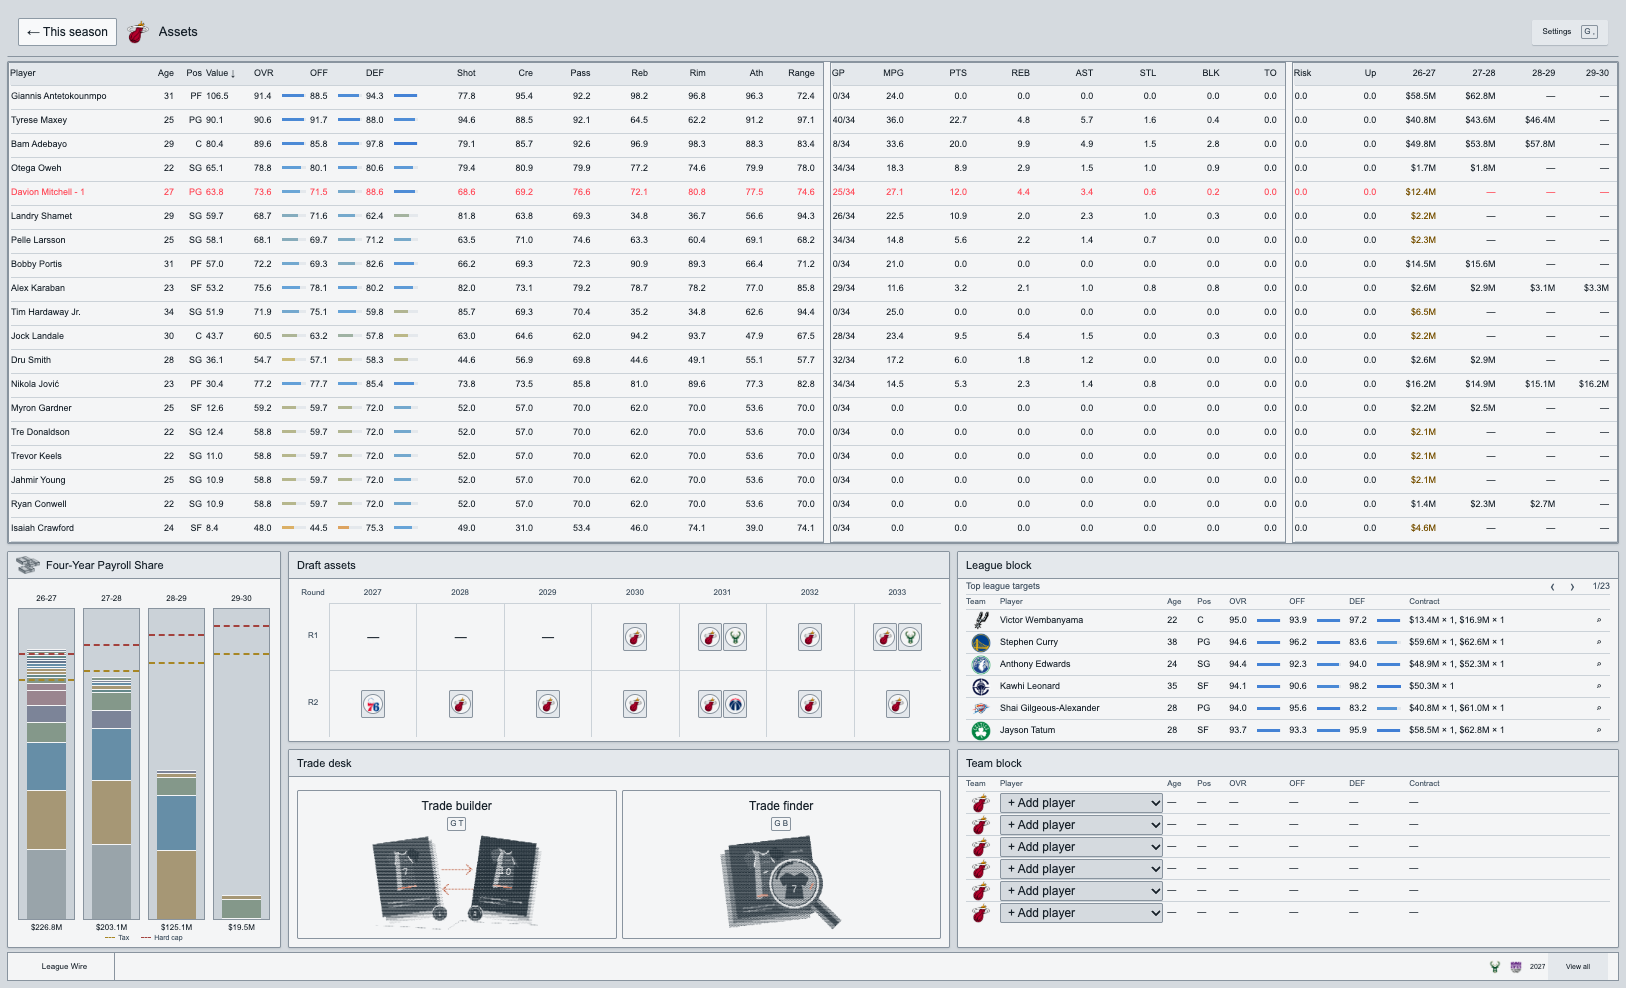 ← This season
Assets
Settings G ,
Player Age Pos Value ↓ OVR OFF DEF Shot Cre Pass Reb Rim Ath Range GP MPG PTS REB AST STL BLK TO Risk Up 26-27 27-28 28-29 29-30
Giannis Antetokounmpo 31 PF 106.5 91.4 88.5 94.3 77.8 95.4 92.2 98.2 96.8 96.3 72.4 0/34 24.0 0.0 0.0 0.0 0.0 0.0 0.0 0.0 0.0 $58.5M $62.8M — —
Tyrese Maxey 25 PG 90.1 90.6 91.7 88.0 94.6 88.5 92.1 64.5 62.2 91.2 97.1 40/34 36.0 22.7 4.8 5.7 1.6 0.4 0.0 0.0 0.0 $40.8M $43.6M $46.4M —
Bam Adebayo 29 C 80.4 89.6 85.8 97.8 79.1 85.7 92.6 96.9 98.3 88.3 83.4 8/34 33.6 20.0 9.9 4.9 1.5 2.8 0.0 0.0 0.0 $49.8M $53.8M $57.8M —
Otega Oweh 22 SG 65.1 78.8 80.1 80.6 79.4 80.9 79.9 77.2 74.6 79.9 78.0 34/34 18.3 8.9 2.9 1.5 1.0 0.9 0.0 0.0 0.0 $1.7M $1.8M — —
Davion Mitchell - 1 27 PG 63.8 73.6 71.5 88.6 68.6 69.2 76.6 72.1 80.8 77.5 74.6 25/34 27.1 12.0 4.4 3.4 0.6 0.2 0.0 0.0 0.0 $12.4M — — —
Landry Shamet 29 SG 59.7 68.7 71.6 62.4 81.8 63.8 69.3 34.8 36.7 56.6 94.3 26/34 22.5 10.9 2.0 2.3 1.0 0.3 0.0 0.0 0.0 $2.2M — — —
Pelle Larsson 25 SG 58.1 68.1 69.7 71.2 63.5 71.0 74.6 63.3 60.4 69.1 68.2 34/34 14.8 5.6 2.2 1.4 0.7 0.0 0.0 0.0 0.0 $2.3M — — —
Bobby Portis 31 PF 57.0 72.2 69.3 82.6 66.2 69.3 72.3 90.9 89.3 66.4 71.2 0/34 21.0 0.0 0.0 0.0 0.0 0.0 0.0 0.0 0.0 $14.5M $15.6M — —
Alex Karaban 23 SF 53.2 75.6 78.1 80.2 82.0 73.1 79.2 78.7 78.2 77.0 85.8 29/34 11.6 3.2 2.1 1.0 0.8 0.8 0.0 0.0 0.0 $2.6M $2.9M $3.1M $3.3M
Tim Hardaway Jr. 34 SG 51.9 71.9 75.1 59.8 85.7 69.3 70.4 35.2 34.8 62.6 94.4 0/34 25.0 0.0 0.0 0.0 0.0 0.0 0.0 0.0 0.0 $6.5M — — —
Jock Landale 30 C 43.7 60.5 63.2 57.8 63.0 64.6 62.0 94.2 93.7 47.9 67.5 28/34 23.4 9.5 5.4 1.5 0.0 0.3 0.0 0.0 0.0 $2.2M — — —
Dru Smith 28 SG 36.1 54.7 57.1 58.3 44.6 56.9 69.8 44.6 49.1 55.1 57.7 32/34 17.2 6.0 1.8 1.2 0.0 0.0 0.0 0.0 0.0 $2.6M $2.9M — —
Nikola Jović 23 PF 30.4 77.2 77.7 85.4 73.8 73.5 85.8 81.0 89.6 77.3 82.8 34/34 14.5 5.3 2.3 1.4 0.8 0.0 0.0 0.0 0.0 $16.2M $14.9M $15.1M $16.2M
Myron Gardner 25 SF 12.6 59.2 59.7 72.0 52.0 57.0 70.0 62.0 70.0 53.6 70.0 0/34 0.0 0.0 0.0 0.0 0.0 0.0 0.0 0.0 0.0 $2.2M $2.5M — —
Tre Donaldson 22 SG 12.4 58.8 59.7 72.0 52.0 57.0 70.0 62.0 70.0 53.6 70.0 0/34 0.0 0.0 0.0 0.0 0.0 0.0 0.0 0.0 0.0 $2.1M — — —
Trevor Keels 22 SG 11.0 58.8 59.7 72.0 52.0 57.0 70.0 62.0 70.0 53.6 70.0 0/34 0.0 0.0 0.0 0.0 0.0 0.0 0.0 0.0 0.0 $2.1M — — —
Jahmir Young 25 SG 10.9 58.8 59.7 72.0 52.0 57.0 70.0 62.0 70.0 53.6 70.0 0/34 0.0 0.0 0.0 0.0 0.0 0.0 0.0 0.0 0.0 $2.1M — — —
Ryan Conwell 22 SG 10.9 58.8 59.7 72.0 52.0 57.0 70.0 62.0 70.0 53.6 70.0 0/34 0.0 0.0 0.0 0.0 0.0 0.0 0.0 0.0 0.0 $1.4M $2.3M $2.7M —
Isaiah Crawford 24 SF 8.4 48.0 44.5 75.3 49.0 31.0 53.4 46.0 74.1 39.0 74.1 0/34 0.0 0.0 0.0 0.0 0.0 0.0 0.0 0.0 0.0 $4.6M — — —
Four-Year Payroll Share
26-27 27-28 28-29 29-30
$226.8M $203.1M $125.1M $19.5M
Tax Hard cap
Draft assets
Round 2027 2028 2029 2030 2031 2032 2033
R1 — — —
R2 76
Trade desk
Trade builder
G T
7 10
Trade finder
G B
7
League block
Top league targets ‹ › 1/23
Team Player Age Pos OVR OFF DEF Contract
Victor Wembanyama 22 C 95.0 93.9 97.2 $13.4M × 1, $16.9M × 1
Stephen Curry 38 PG 94.6 96.2 83.6 $59.6M × 1, $62.6M × 1
Anthony Edwards 24 SG 94.4 92.3 94.0 $48.9M × 1, $52.3M × 1
Kawhi Leonard 35 SF 94.1 90.6 98.2 $50.3M × 1
Shai Gilgeous-Alexander 28 PG 94.0 95.6 83.2 $40.8M × 1, $61.0M × 1
Jayson Tatum 28 SF 93.7 93.3 95.9 $58.5M × 1, $62.8M × 1
Team block
Team Player Age Pos OVR OFF DEF Contract
+ Add player — — — — — —
+ Add player — — — — — —
+ Add player — — — — — —
+ Add player — — — — — —
+ Add player — — — — — —
+ Add player — — — — — —
League Wire
2027 View all